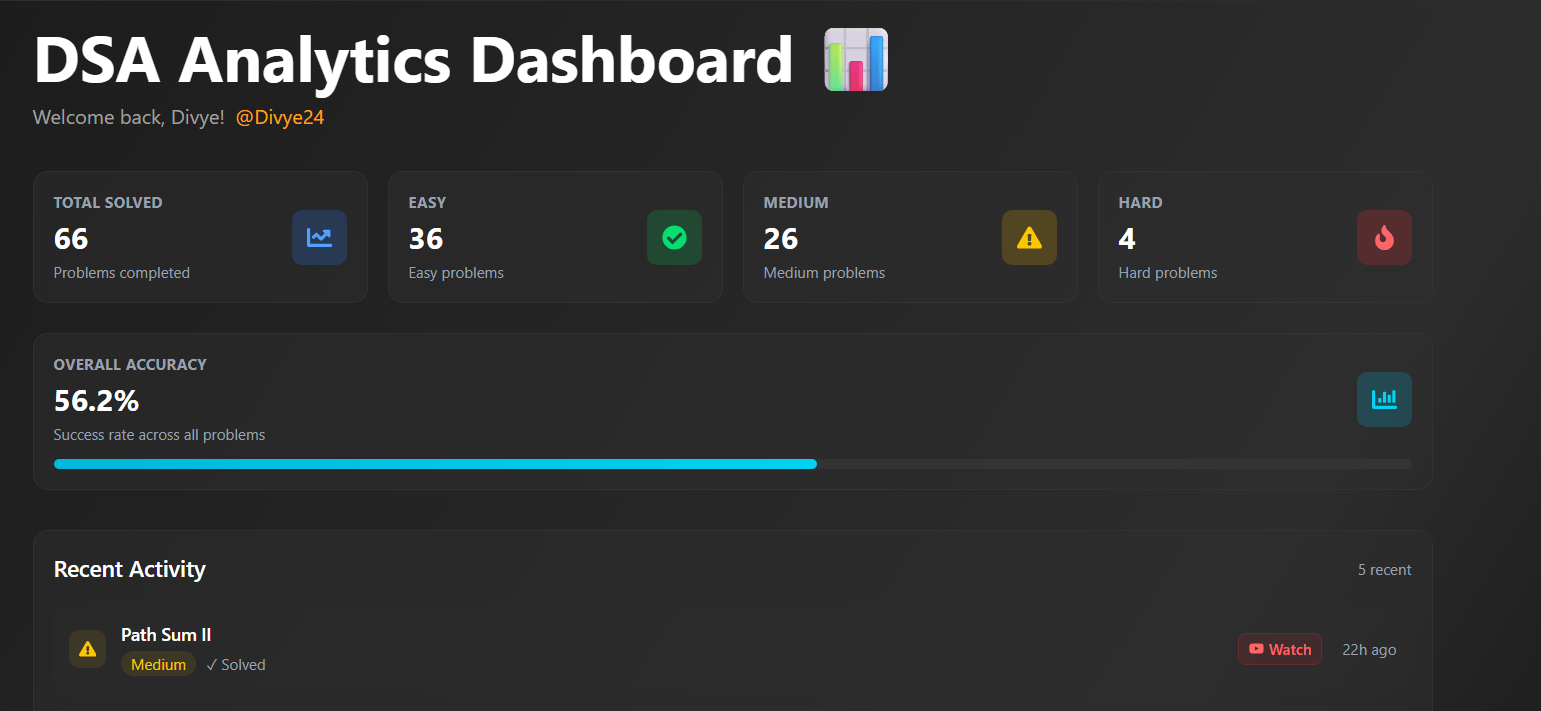 DSA Analytics Dashboard
Welcome back, Divye! @Divye24
TOTAL SOLVED
66
Problems completed
EASY
36
Easy problems
MEDIUM
26
Medium problems
HARD
4
Hard problems
OVERALL ACCURACY
56.2%
Success rate across all problems
Recent Activity
5 recent
Path Sum II
Medium ✓ Solved
Watch
22h ago